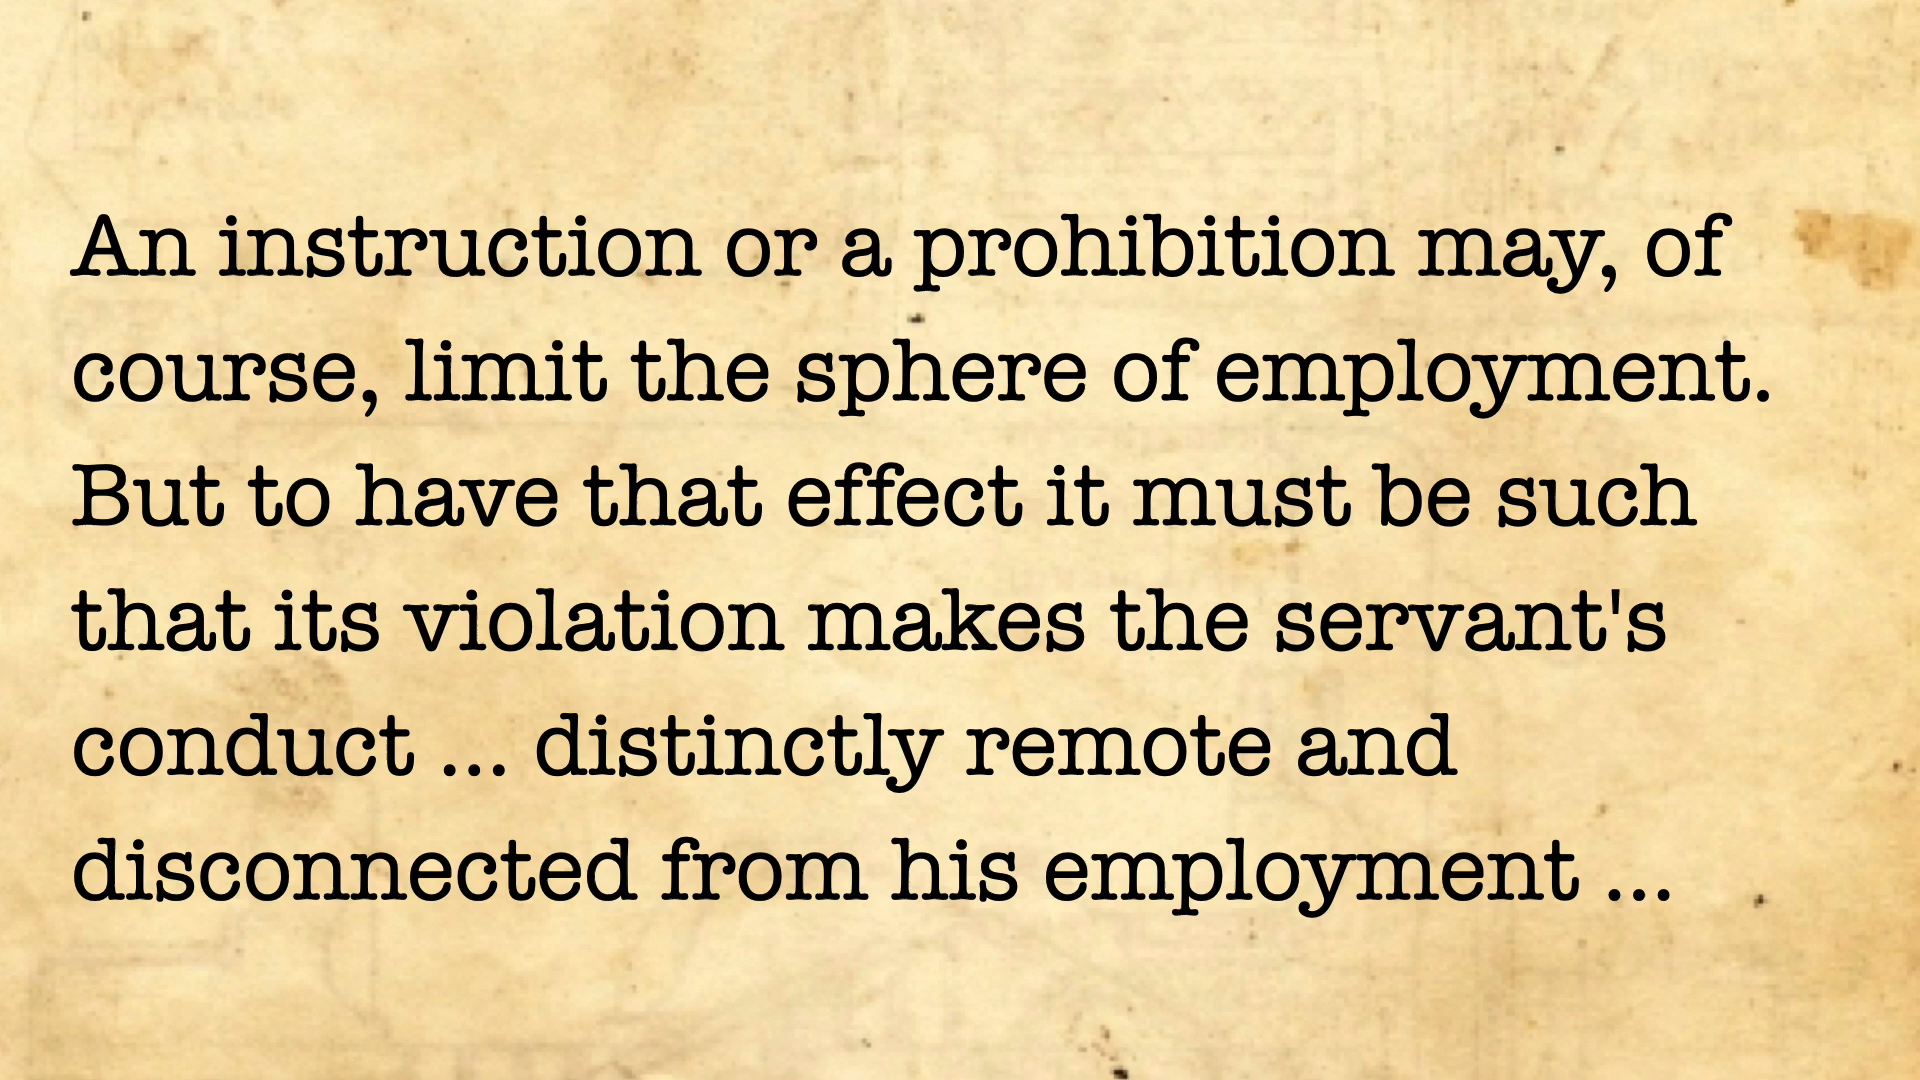 An instruction or a prohibition may, of
course, limit the sphere of employment.
But to have that effect it must be such
that its violation makes the servant's
conduct ... distinctly remote and
disconnected from his employment ...